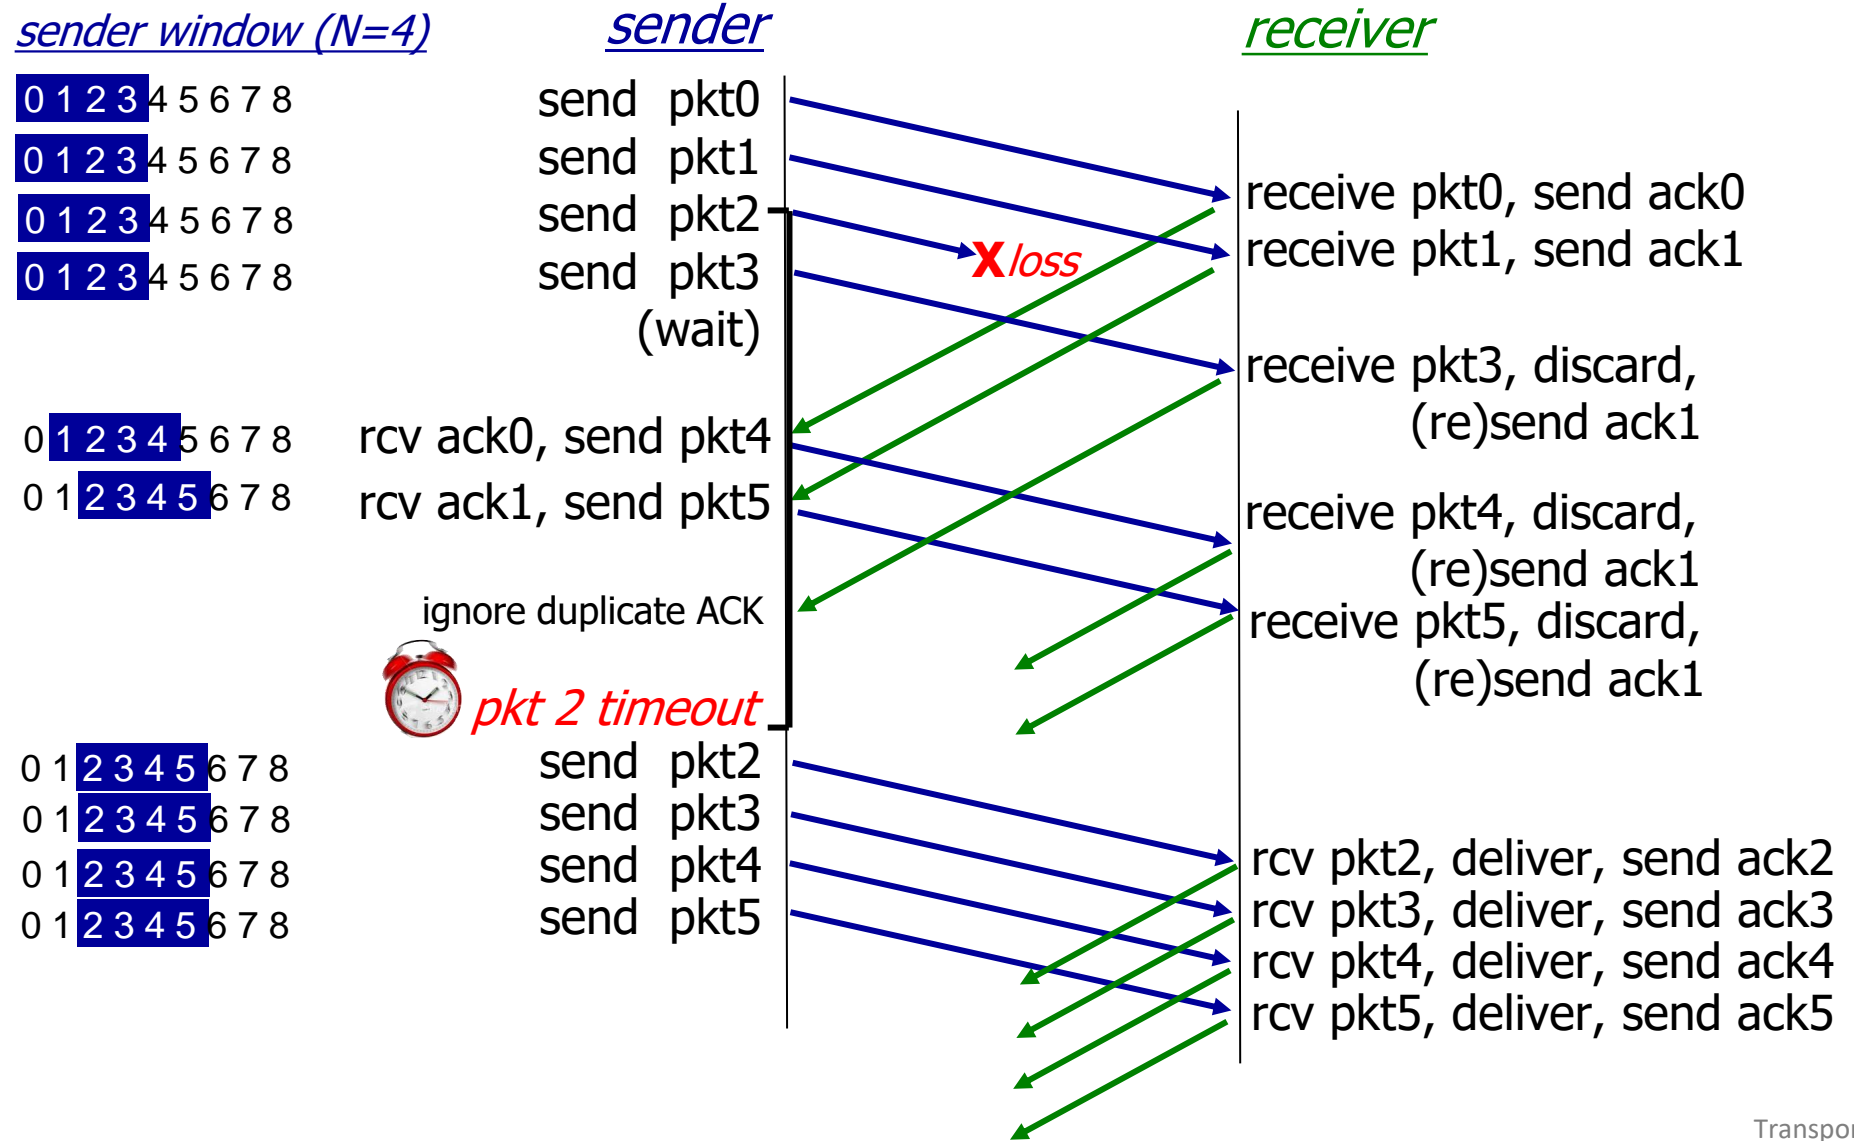 sender window (N=4) sender receiver
0 1 2 3 4 5 6 7 8 send pkt0
0 1 2 3 4 5 6 7 8 send pkt1
receive pkt0, send ack0
0 1 2 3 4 5 6 7 8 send pkt2
X loss
receive pkt1, send ack1
0 1 2 3 4 5 6 7 8 send pkt3
(wait)
receive pkt3, discard,
(re)send ack1
0 1 2 3 4 5 6 7 8 rcv ack0, send pkt4
0 1 2 3 4 5 6 7 8 rcv ack1, send pkt5
receive pkt4, discard,
(re)send ack1
ignore duplicate ACK
receive pkt5, discard,
(re)send ack1
pkt 2 timeout
0 1 2 3 4 5 6 7 8 send pkt2
0 1 2 3 4 5 6 7 8 send pkt3
0 1 2 3 4 5 6 7 8 send pkt4
rcv pkt2, deliver, send ack2
0 1 2 3 4 5 6 7 8 send pkt5
rcv pkt3, deliver, send ack3
rcv pkt4, deliver, send ack4
rcv pkt5, deliver, send ack5